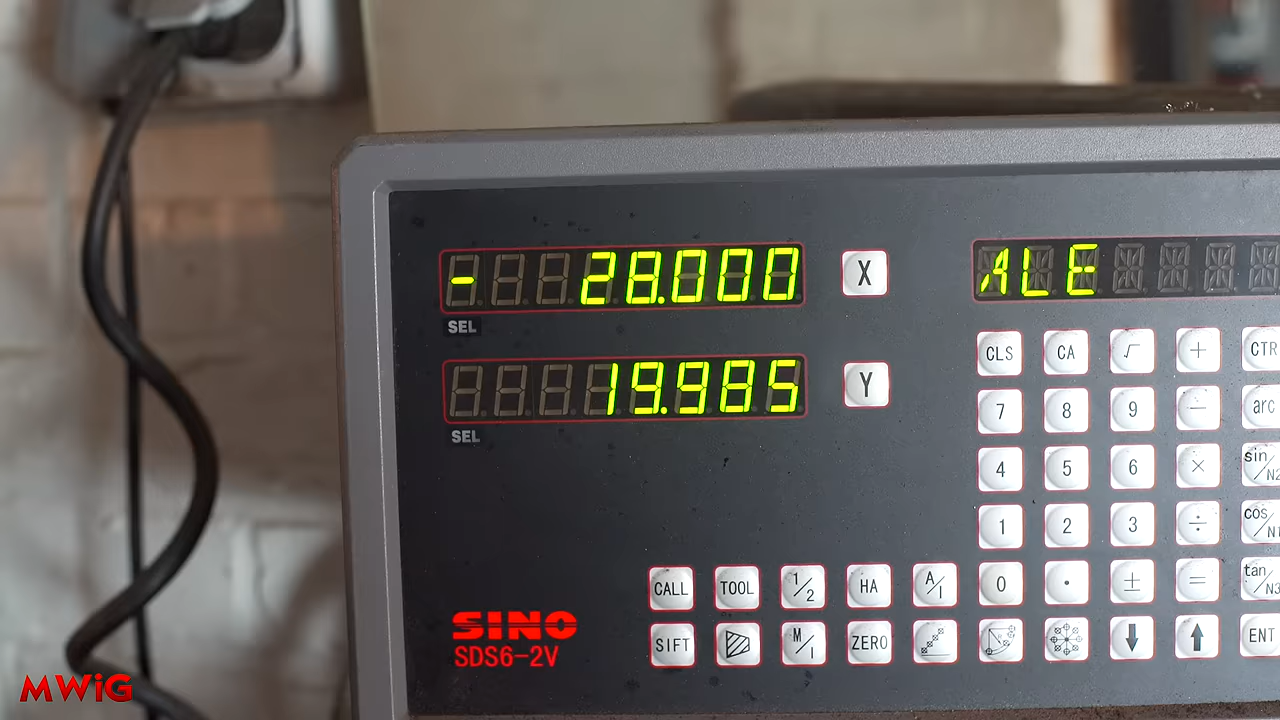 -28.000 X ALE
SEL
19.985 Y
SEL
CLS CA √ + CTR
7 8 9 - arc
4 5 6 × sin/
1 2 3 ÷ cos/N1
CALL TOOL 1/2 HA A/I 0 . ± = tan/N3
SIFT M/I ZERO ENT
SINO
SDS6-2V
MWiG